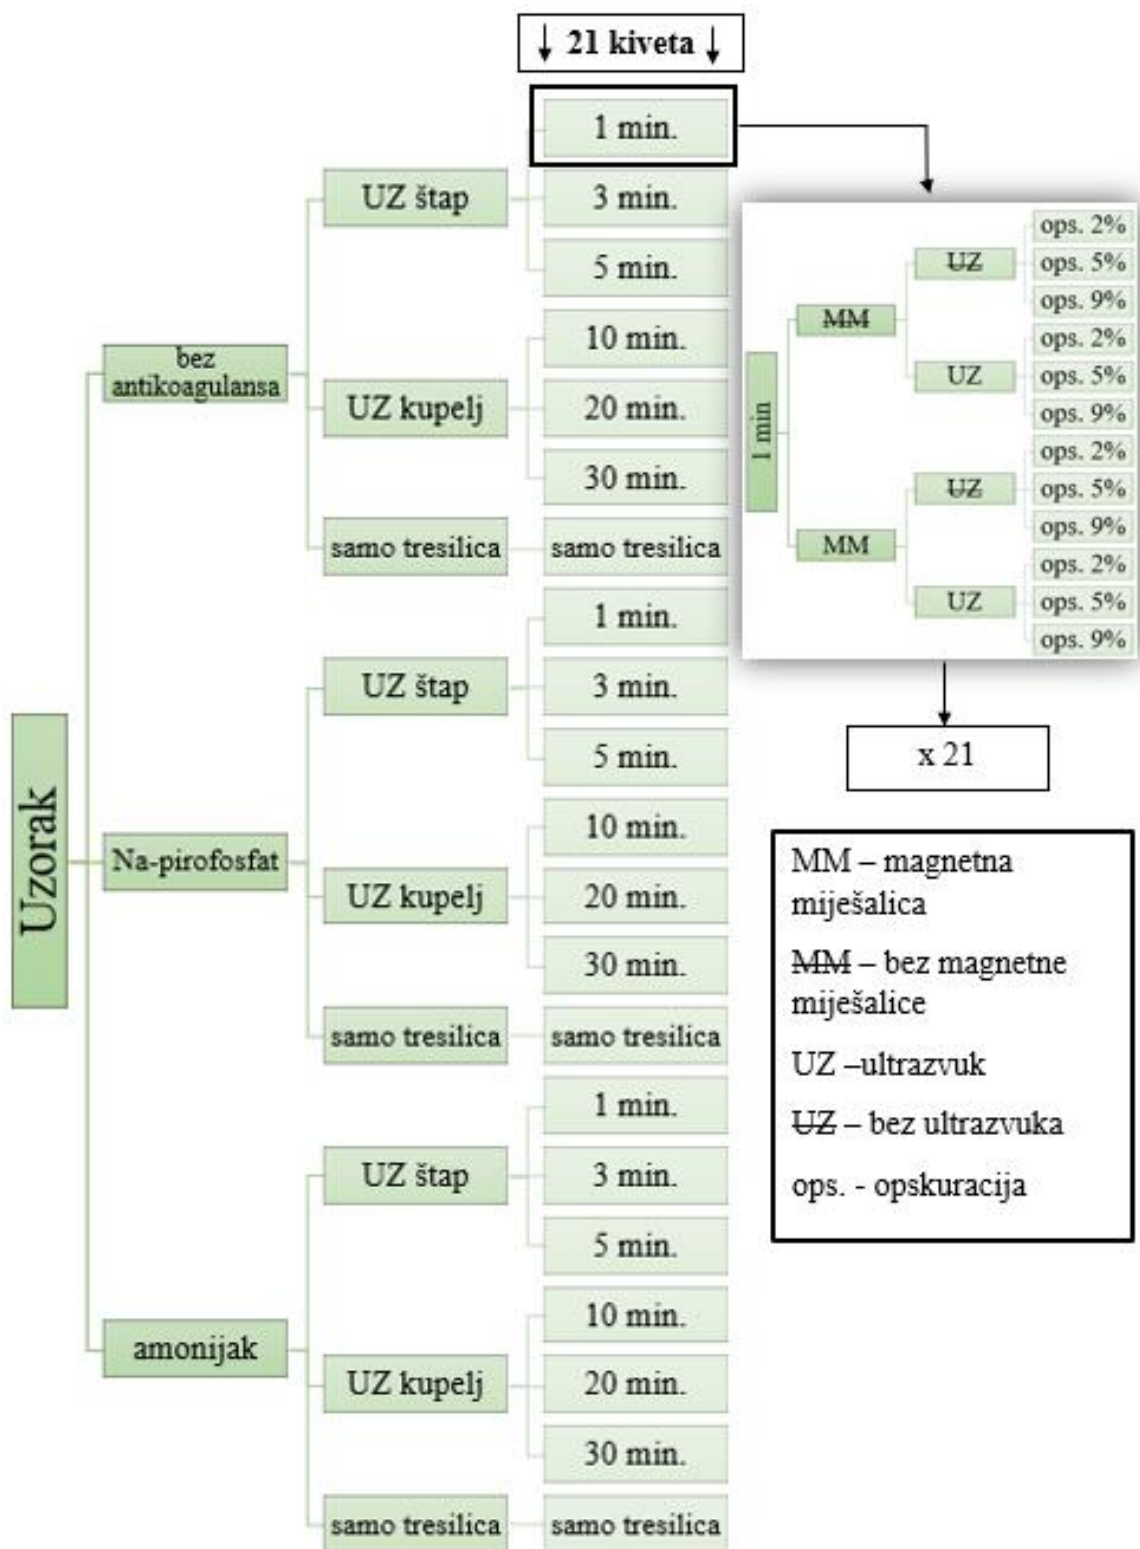 ↓ 21 kiveta ↓
Uzorak
bez
antikoagulansa
UZ štap
1 min.
3 min.
5 min.
UZ kupelj
10 min.
20 min.
30 min.
samo tresilica
samo tresilica
Na-pirofosfat
UZ štap
1 min.
3 min.
5 min.
UZ kupelj
10 min.
20 min.
30 min.
samo tresilica
samo tresilica
amonijak
UZ štap
1 min.
3 min.
5 min.
UZ kupelj
10 min.
20 min.
30 min.
samo tresilica
samo tresilica
1 min
MM
UZ
ops. 2%
ops. 5%
ops. 9%
UZ
ops. 2%
ops. 5%
ops. 9%
MM
UZ
ops. 2%
ops. 5%
ops. 9%
UZ
ops. 2%
ops. 5%
ops. 9%
x 21
MM – magnetna
miješalica
MM – bez magnetne
miješalice
UZ –ultrazvuk
UZ – bez ultrazvuka
ops. - opskuracija